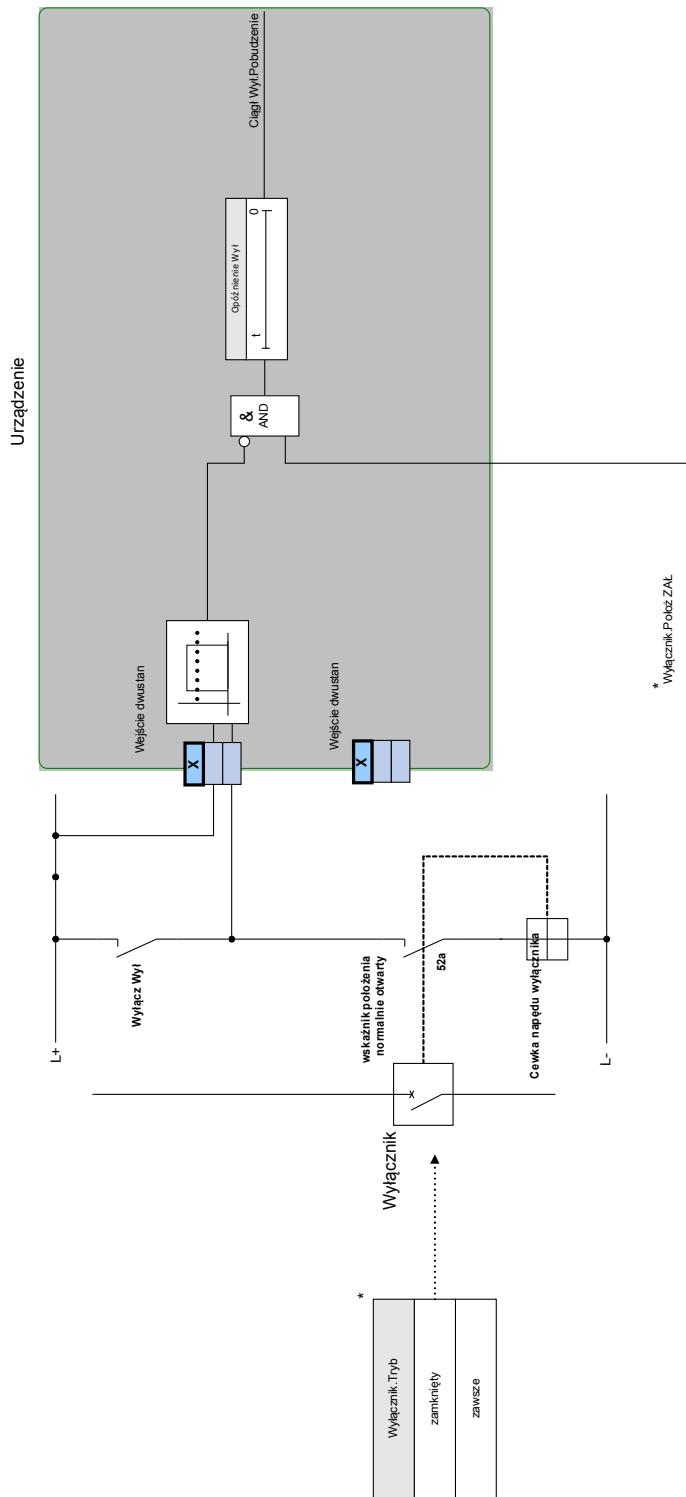 Urządzenie
Ciągł Wył.Pobudzenie
Opóźnienie Wył
t
0
&
AND
Wejście dwustan
X
Wejście dwustan
X
*
Wyłącznik.Położ ZAŁ
L+
Wyłącz Wył
wskaźnik położenia
normalnie otwarty
52a
Cewka napędu wyłącznika
L-
x
Wyłącznik
*
Wyłącznik.Tryb
zamknięty
zawsze